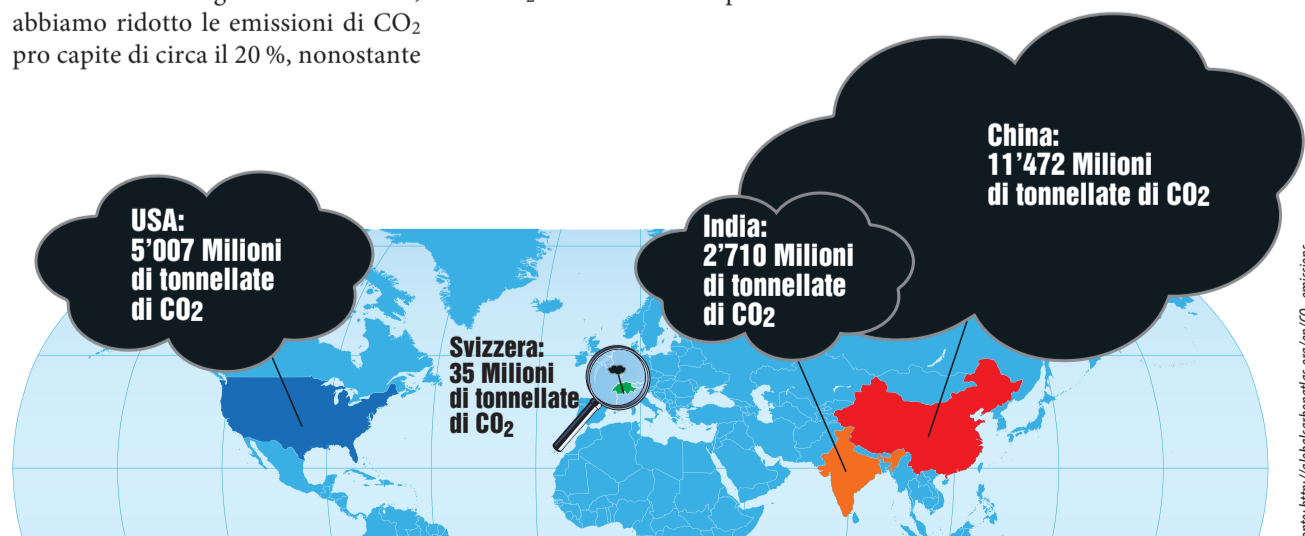 abbiamo ridotto le emissioni di CO₂
pro capite di circa il 20 %, nonostante
China:
11’472 Milioni
di tonnellate di CO2
USA:
5’007 Milioni
di tonnellate
di CO2
India:
2’710 Milioni
di tonnellate
di CO2
Svizzera:
35 Milioni
di tonnellate
di CO₂